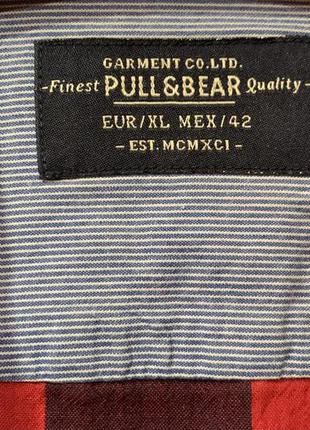 GARMENT CO.LTD.
-Finest PULL&BEAR Quality-
EUR/XL MEX/42
- EST. MCMXCI -